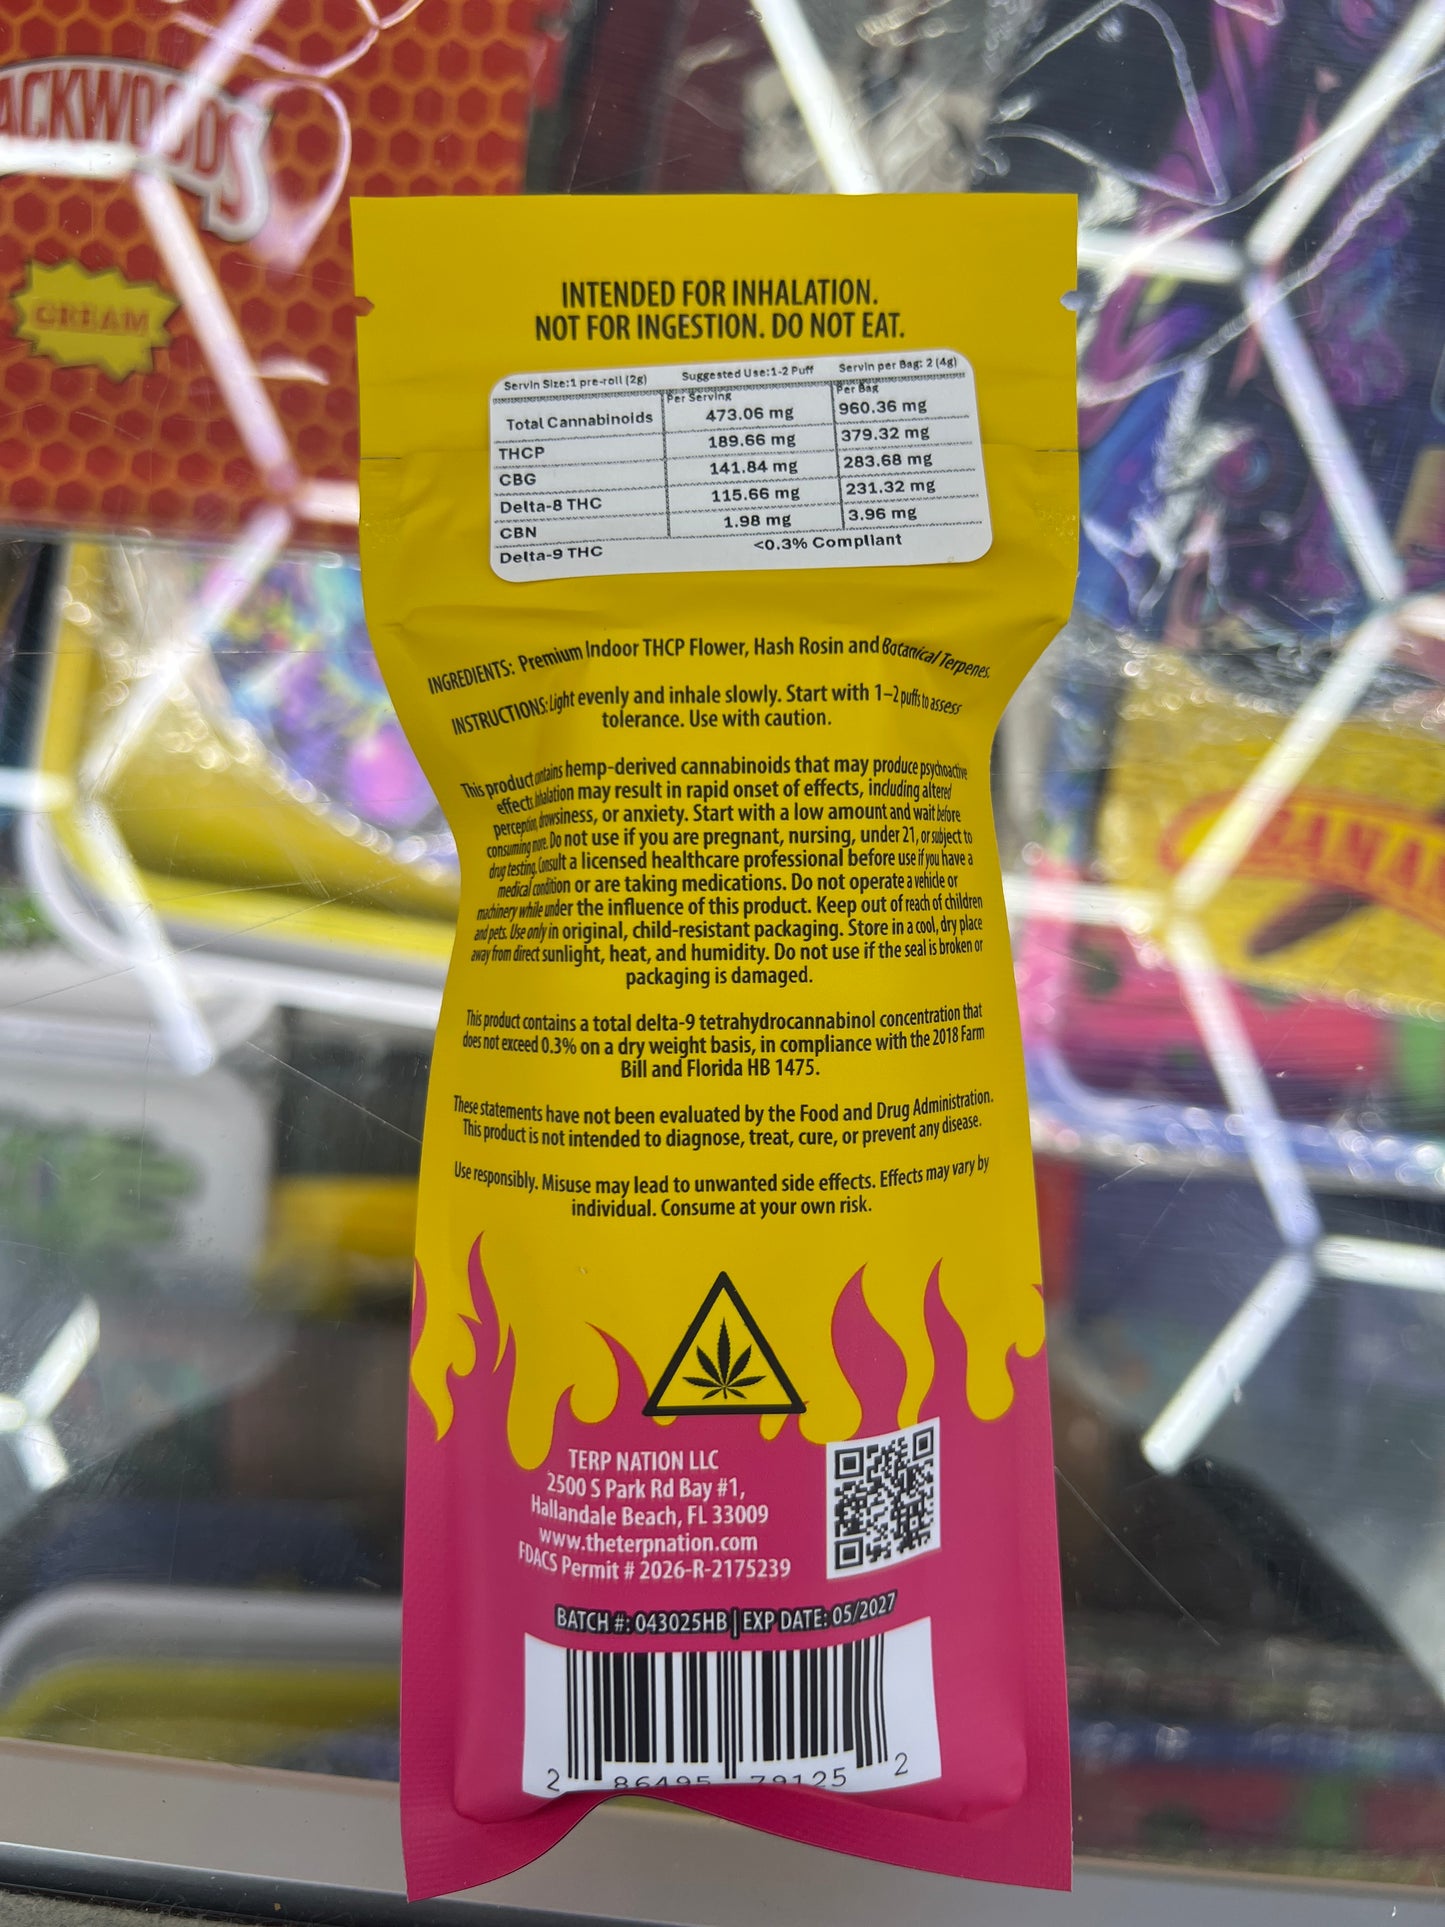 ACKWOODS
CREAM
INTENDED FOR INHALATION.
NOT FOR INGESTION. DO NOT EAT.
Servin Size:1 pre-roll (2g) Suggested Use:1-2 Puff Servin per Bag: 2 (4g)
Per Serving Per Bag
Total Cannabinoids 473.06 mg 960.36 mg
THCP 189.66 mg 379.32 mg
CBG 141.84 mg 283.68 mg
Delta-8 THC 115.66 mg 231.32 mg
CBN 1.98 mg 3.96 mg
Delta-9 THC <0.3% Compliant
INGREDIENTS: Premium Indoor THCP Flower, Hash Rosin and Botanical Terpenes.
INSTRUCTIONS: Light evenly and inhale slowly. Start with 1–2 puffs to assess
tolerance. Use with caution.
This product contains hemp-derived cannabinoids that may produce psychoactive
effects. Inhalation may result in rapid onset of effects, including altered
perception, drowsiness, or anxiety. Start with a low amount and wait before
consuming more. Do not use if you are pregnant, nursing, under 21, or subject to
drug testing. Consult a licensed healthcare professional before use if you have a
medical condition or are taking medications. Do not operate a vehicle or
machinery while under the influence of this product. Keep out of reach of children
and pets. Use only in original, child-resistant packaging. Store in a cool, dry place
away from direct sunlight, heat, and humidity. Do not use if the seal is broken or
packaging is damaged.
This product contains a total delta-9 tetrahydrocannabinol concentration that
does not exceed 0.3% on a dry weight basis, in compliance with the 2018 Farm
Bill and Florida HB 1475.
These statements have not been evaluated by the Food and Drug Administration.
This product is not intended to diagnose, treat, cure, or prevent any disease.
Use responsibly. Misuse may lead to unwanted side effects. Effects may vary by
individual. Consume at your own risk.
TERP NATION LLC
2500 S Park Rd Bay #1,
Hallandale Beach, FL 33009
www.theterpnation.com
FDACS Permit # 2026-R-2175239
BATCH #: 043025HB | EXP DATE: 05/2027
2 86495 79125 2